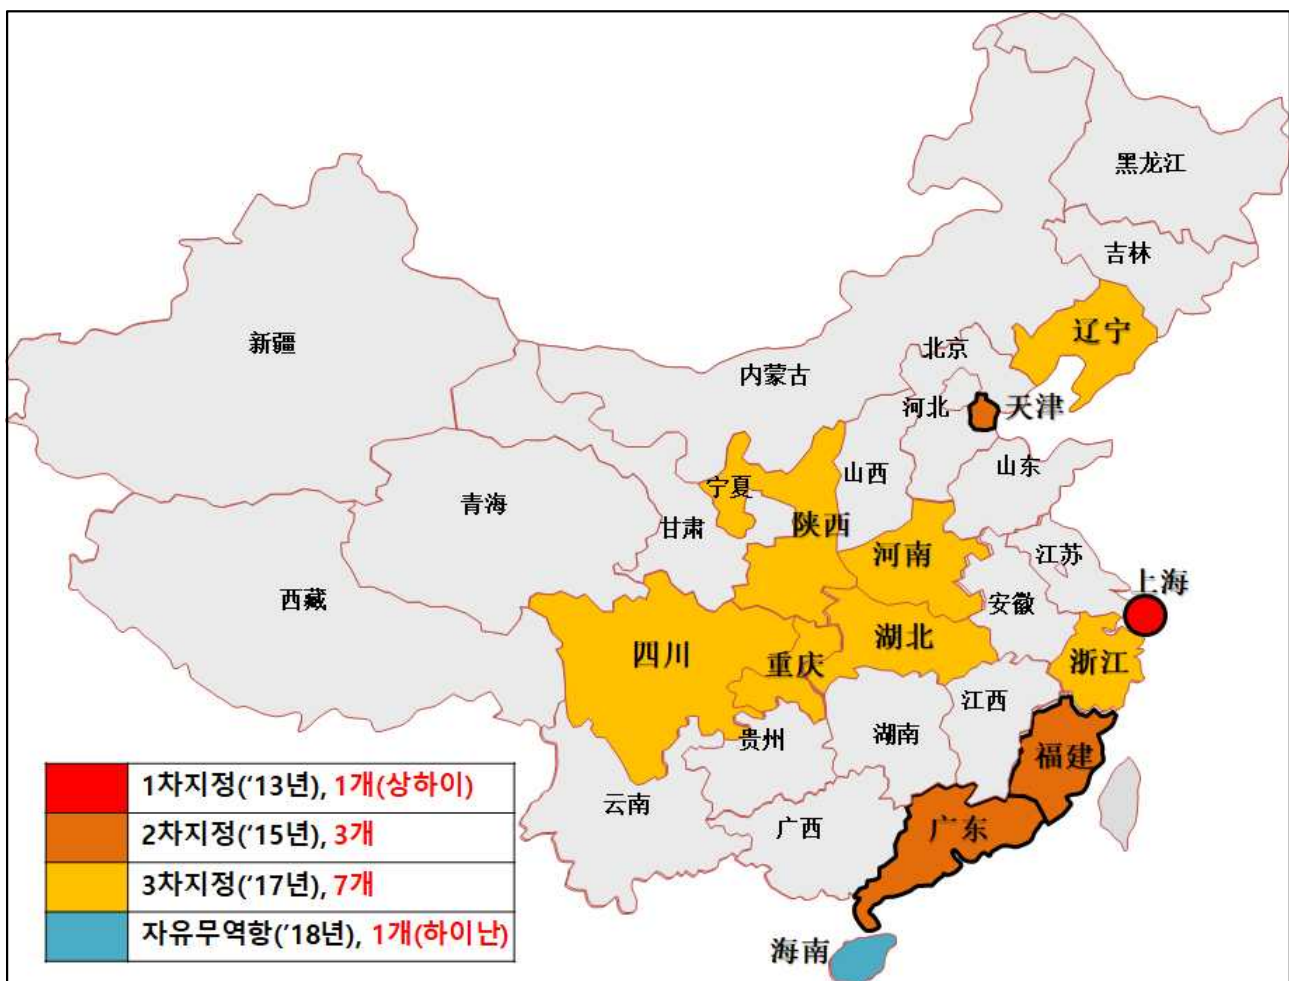 黑龙江
吉林
辽宁
新疆
北京
内蒙古
河北
天津
山西
山东
宁夏
青海
甘肃
陕西
河南
江苏
上海
西藏
安徽
四川
重庆
湖北
浙江
江西
贵州
湖南
福建
云南
广西
广东
海南
1차지정('13년), 1개(상하이)
2차지정('15년), 3개
3차지정('17년), 7개
자유무역항('18년), 1개(하이난)